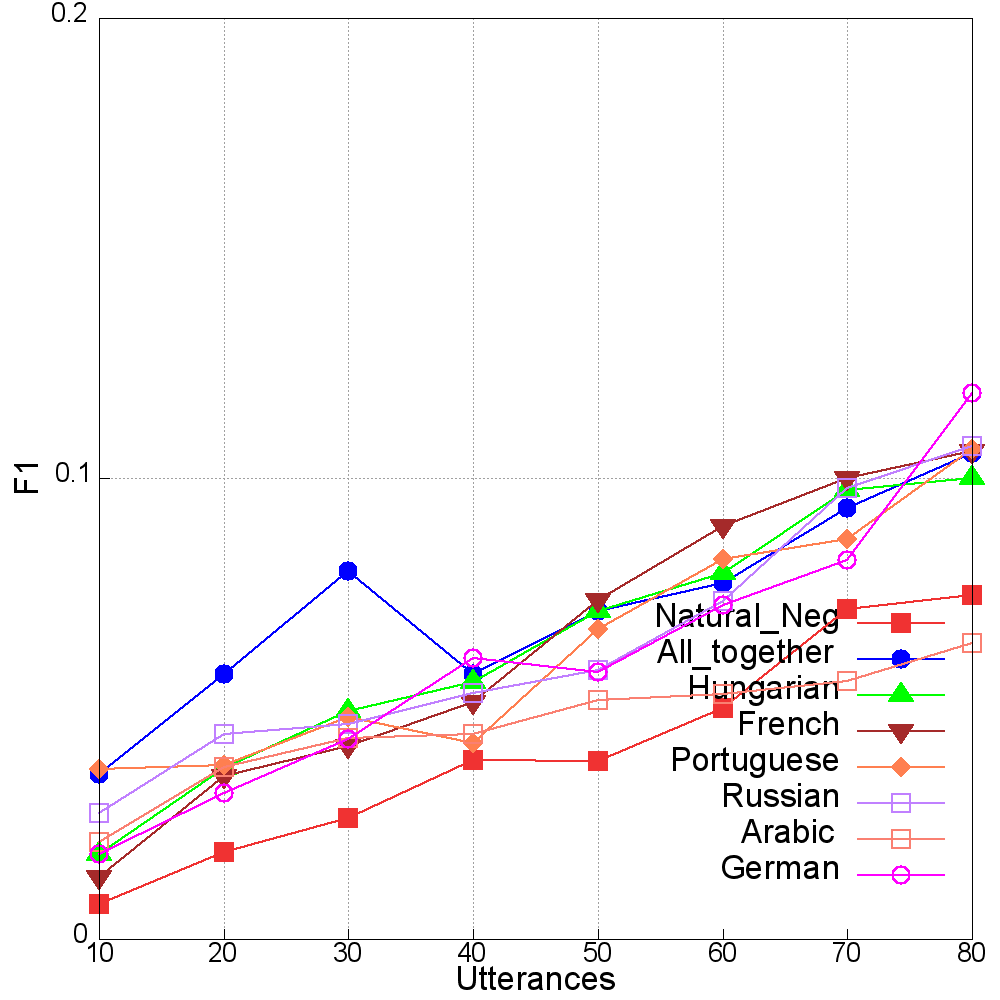 0.2
0.1
0
F1
Natural_Neg
All_together
Hungarian
French
Portuguese
Russian
Arabic
German
10 20 30 40 50 60 70 80
Utterances